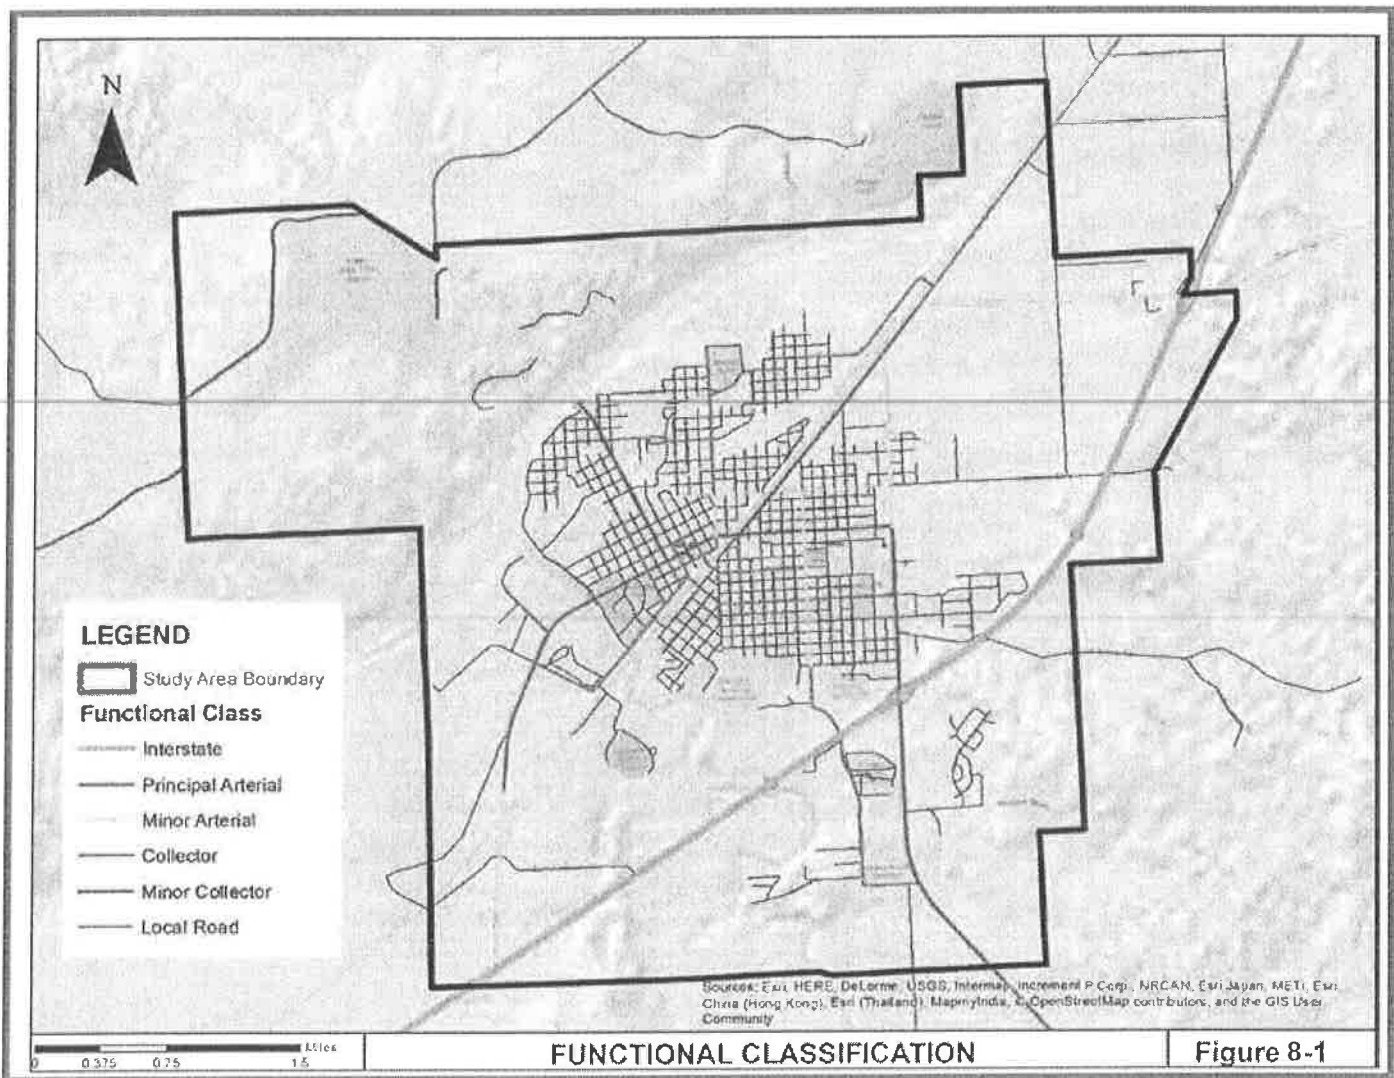 N
LEGEND
Study Area Boundary
Functional Class
Interstate
Principal Arterial
Minor Arterial
Collector
Minor Collector
Local Road
Sources: Esri, HERE, DeLorme, USGS, Intermap, increment P Corp., NRCAN, Esri Japan, METI, Esri
China (Hong Kong), Esri (Thailand), MapmyIndia, © OpenStreetMap contributors, and the GIS User
Community
Miles
0 0.375 0.75 1.5
FUNCTIONAL CLASSIFICATION
Figure 8-1